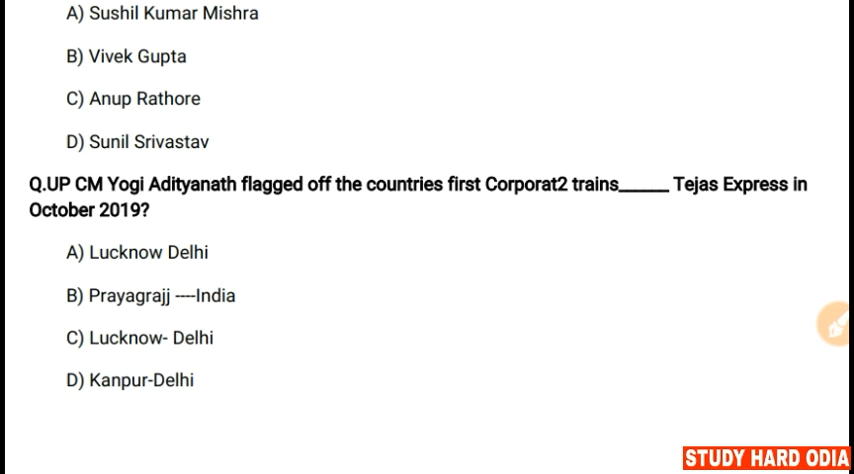 A) Sushil Kumar Mishra
B) Vivek Gupta
C) Anup Rathore
D) Sunil Srivastav
Q.UP CM Yogi Adityanath flagged off the countries first Corporat2 trains______ Tejas Express in
October 2019?
A) Lucknow Delhi
B) Prayagrajj ----India
C) Lucknow- Delhi
D) Kanpur-Delhi
STUDY HARD ODIA